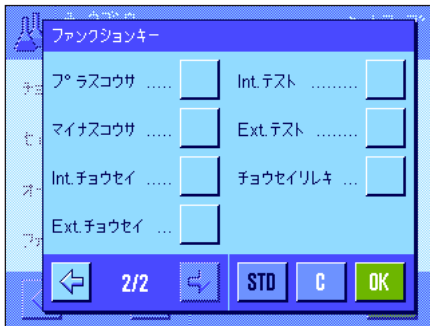 ファンクションキー
プラスコウサ .....
Int.テスト .........
マイナスコウサ .....
Ext.テスト ........
Int.チョウセイ .....
チョウセイリレキ ...
Ext.チョウセイ ...
2/2
STD
C
OK